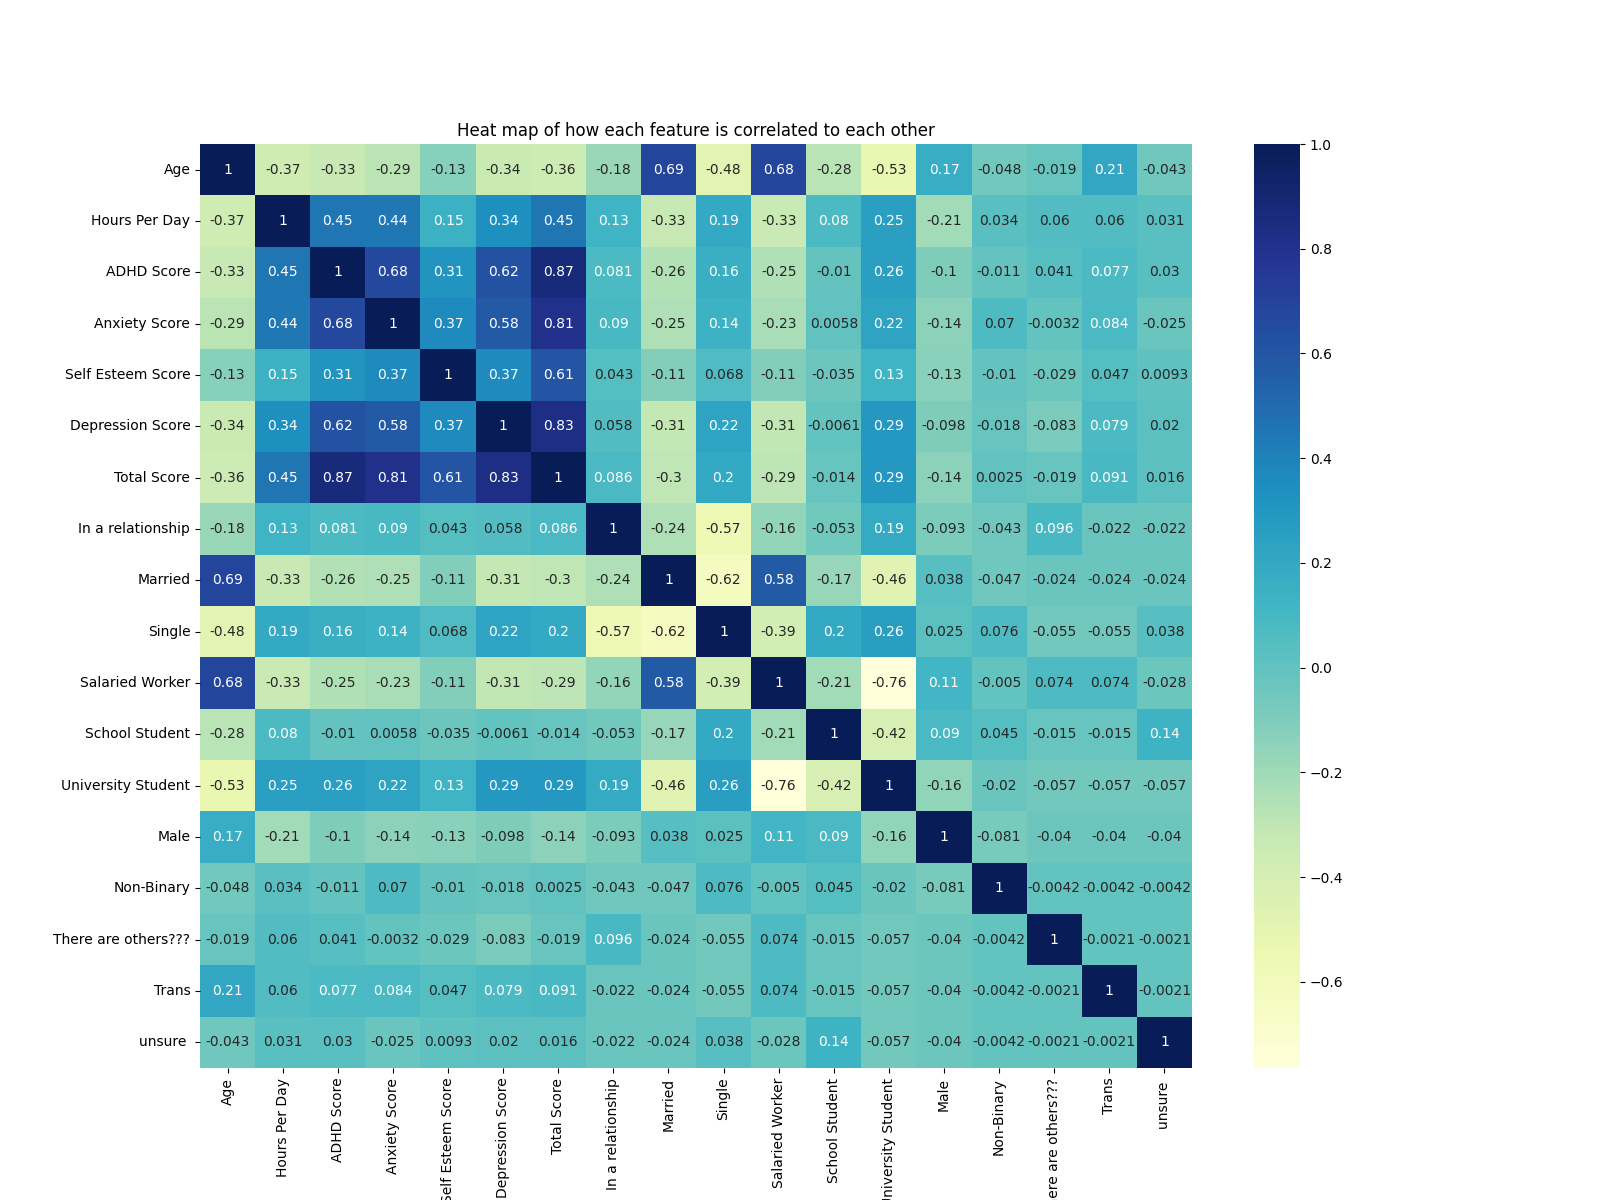 Heat map of how each feature is correlated to each other
Age 1 -0.37 -0.33 -0.29 -0.13 -0.34 -0.36 -0.18 0.69 -0.48 0.68 -0.28 -0.53 0.17 -0.048 -0.019 0.21 -0.043
Hours Per Day -0.37 1 0.45 0.44 0.15 0.34 0.45 0.13 -0.33 0.19 -0.33 0.08 0.25 -0.21 0.034 0.06 0.06 0.031
ADHD Score -0.33 0.45 1 0.68 0.31 0.62 0.87 0.081 -0.26 0.16 -0.25 -0.01 0.26 -0.1 -0.011 0.041 0.077 0.03
Anxiety Score -0.29 0.44 0.68 1 0.37 0.58 0.81 0.09 -0.25 0.14 -0.23 0.0058 0.22 -0.14 0.07 -0.0032 0.084 -0.025
Self Esteem Score -0.13 0.15 0.31 0.37 1 0.37 0.61 0.043 -0.11 0.068 -0.11 -0.035 0.13 -0.13 -0.01 -0.029 0.047 0.0093
Depression Score -0.34 0.34 0.62 0.58 0.37 1 0.83 0.058 -0.31 0.22 -0.31 -0.0061 0.29 -0.098 -0.018 -0.083 0.079 0.02
Total Score -0.36 0.45 0.87 0.81 0.61 0.83 1 0.086 -0.3 0.2 -0.29 -0.014 0.29 -0.14 0.0025 -0.019 0.091 0.016
In a relationship -0.18 0.13 0.081 0.09 0.043 0.058 0.086 1 -0.24 -0.57 -0.16 -0.053 0.19 -0.093 -0.043 0.096 -0.022 -0.022
Married 0.69 -0.33 -0.26 -0.25 -0.11 -0.31 -0.3 -0.24 1 -0.62 0.58 -0.17 -0.46 0.038 -0.047 -0.024 -0.024 -0.024
Single -0.48 0.19 0.16 0.14 0.068 0.22 0.2 -0.57 -0.62 1 -0.39 0.2 0.26 0.025 0.076 -0.055 -0.055 0.038
Salaried Worker 0.68 -0.33 -0.25 -0.23 -0.11 -0.31 -0.29 -0.16 0.58 -0.39 1 -0.21 -0.76 0.11 -0.005 0.074 0.074 -0.028
School Student -0.28 0.08 -0.01 0.0058 -0.035 -0.0061 -0.014 -0.053 -0.17 0.2 -0.21 1 -0.42 0.09 0.045 -0.015 -0.015 0.14
University Student -0.53 0.25 0.26 0.22 0.13 0.29 0.29 0.19 -0.46 0.26 -0.76 -0.42 1 -0.16 -0.02 -0.057 -0.057 -0.057
Male 0.17 -0.21 -0.1 -0.14 -0.13 -0.098 -0.14 -0.093 0.038 0.025 0.11 0.09 -0.16 1 -0.081 -0.04 -0.04 -0.04
Non-Binary -0.048 0.034 -0.011 0.07 -0.01 -0.018 0.0025 -0.043 -0.047 0.076 -0.005 0.045 -0.02 -0.081 1 -0.0042 -0.0042 -0.0042
There are others??? -0.019 0.06 0.041 -0.0032 -0.029 -0.083 -0.019 0.096 -0.024 -0.055 0.074 -0.015 -0.057 -0.04 -0.0042 1 -0.0021 -0.0021
Trans 0.21 0.06 0.077 0.084 0.047 0.079 0.091 -0.022 -0.024 -0.055 0.074 -0.015 -0.057 -0.04 -0.0042 -0.0021 1 -0.0021
unsure -0.043 0.031 0.03 -0.025 0.0093 0.02 0.016 -0.022 -0.024 0.038 -0.028 0.14 -0.057 -0.04 -0.0042 -0.0021 -0.0021 1
Age
Hours Per Day
ADHD Score
Anxiety Score
Self Esteem Score
Depression Score
Total Score
In a relationship
Married
Single
Salaried Worker
School Student
University Student
Male
Non-Binary
ere are others???
Trans
unsure
1.0
0.8
0.6
0.4
0.2
0.0
−0.2
−0.4
−0.6